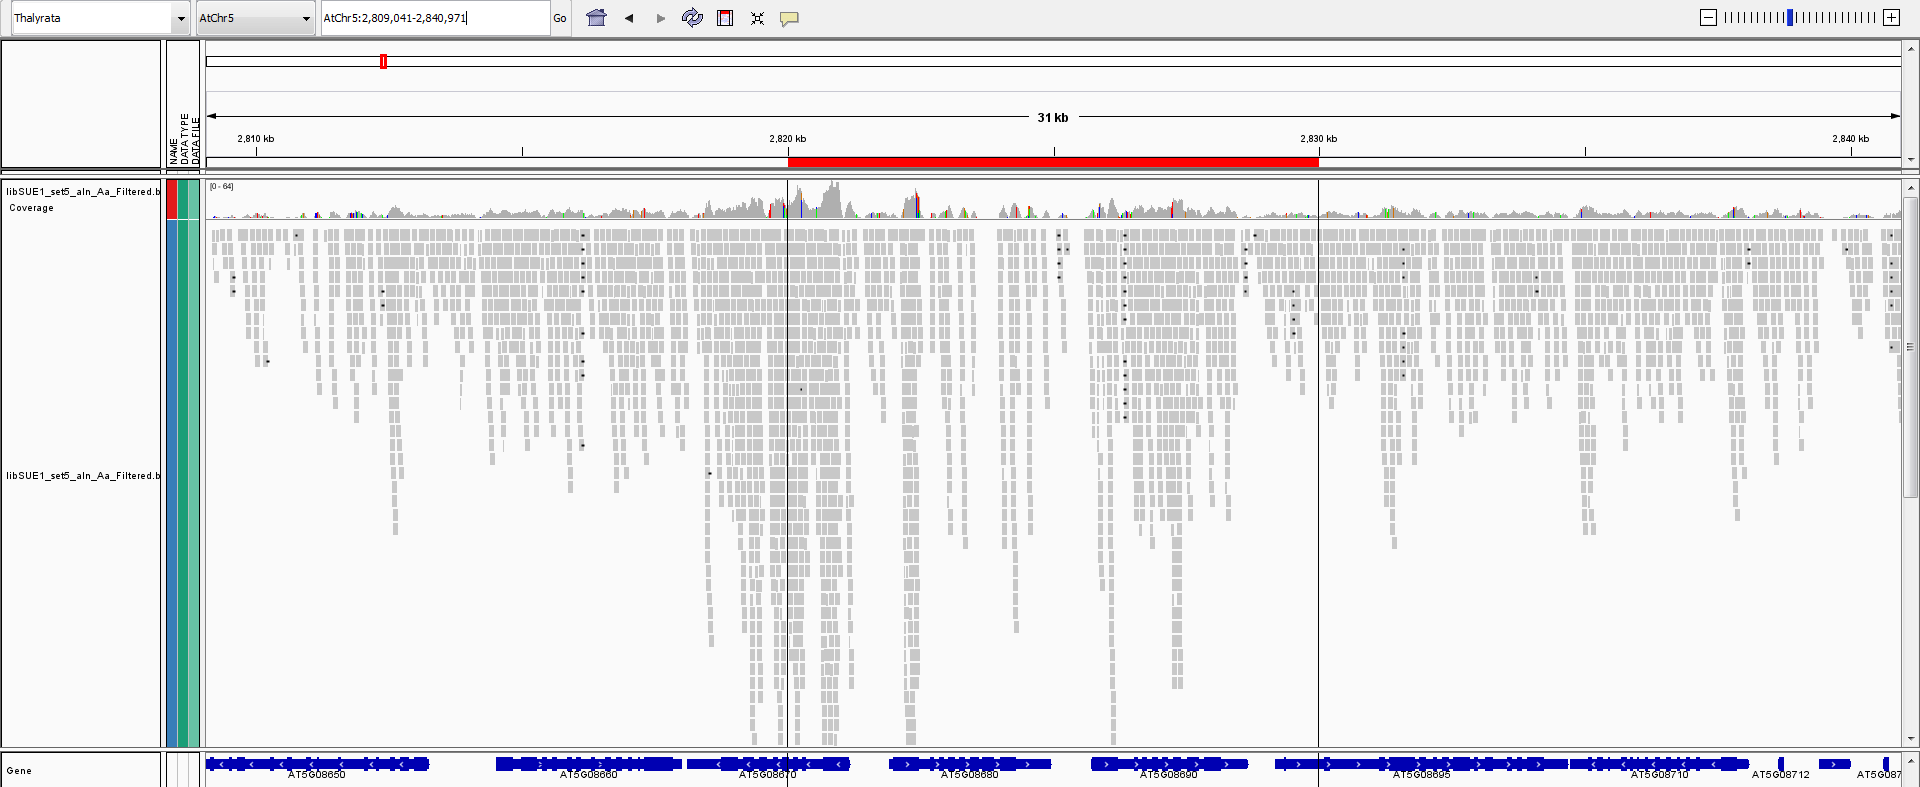 Thalyrata AtChr5 AtChr5:2,809,041-2,840,971 Go
NAME
DATA TYPE
DATA FILE
31 kb
2,810 kb 2,820 kb 2,830 kb 2,840 kb
libSUE1_set5_aln_Aa_Filtered.b
Coverage
[0 - 64]
libSUE1_set5_aln_Aa_Filtered.b
Gene
AT5G08650 AT5G08660 AT5G08670 AT5G08680 AT5G08690 AT5G08695 AT5G08710 AT5G08712 AT5G087